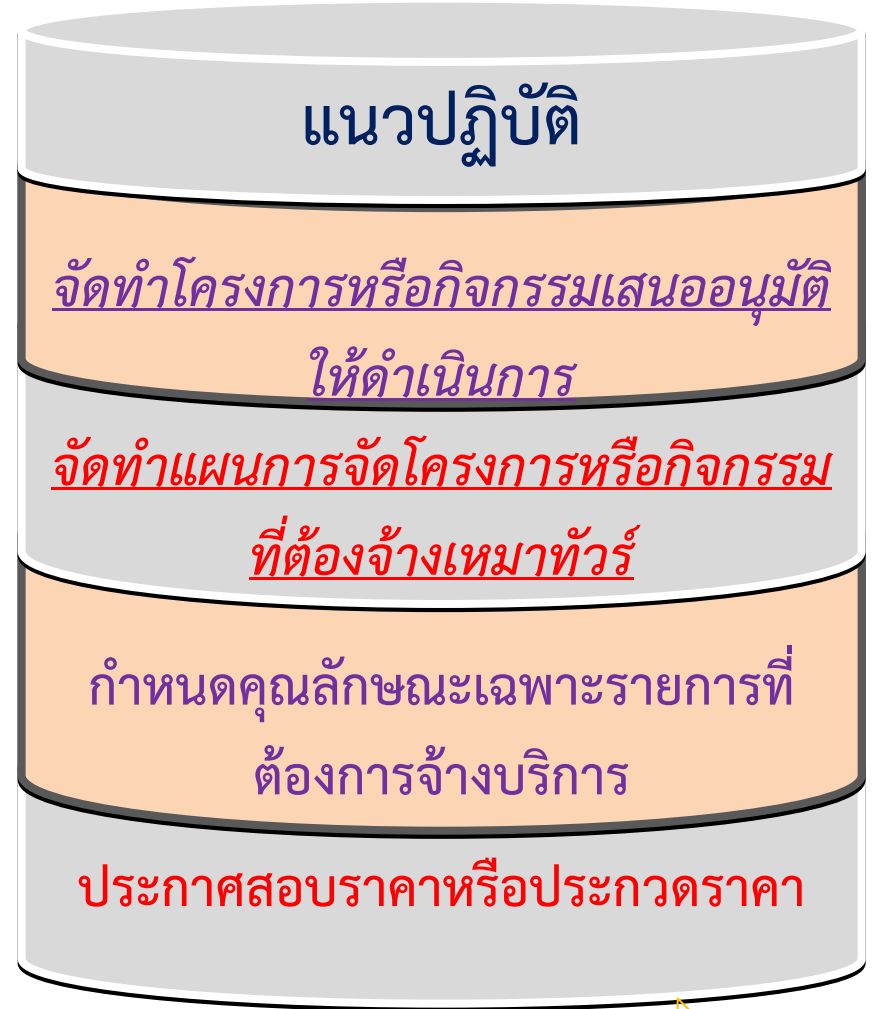 แนวปฏิบัติ
จัดทำโครงการหรือกิจกรรมเสนออนุมัติ
ให้ดำเนินการ
จัดทำแผนการจัดโครงการหรือกิจกรรม
ที่ต้องจ้างเหมาทัวร์
กำหนดคุณลักษณะเฉพาะรายการที่
ต้องการจ้างบริการ
ประกาศสอบราคาหรือประกวดราคา